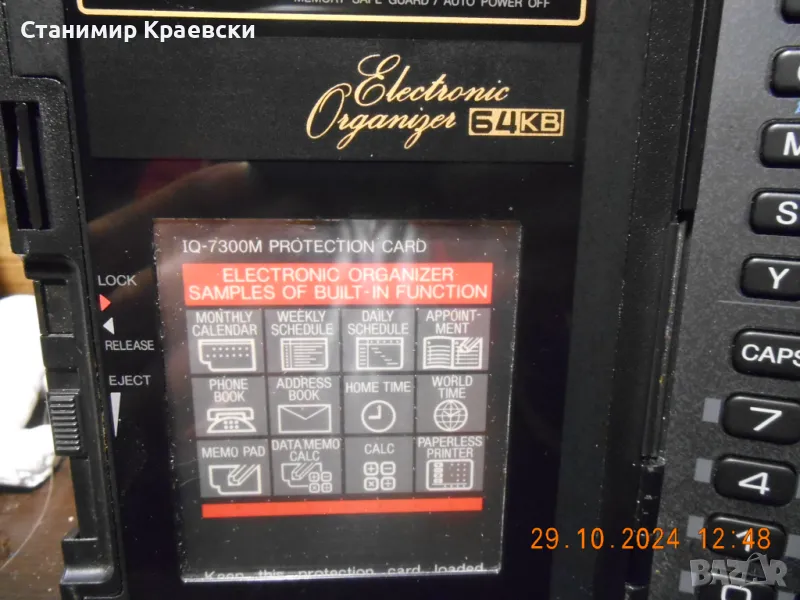 MEMORY SAFE GUARD / AUTO POWER OFF
Станимир Краевски
Electronic
Organizer 64KB
IQ-7300M PROTECTION CARD
ELECTRONIC ORGANIZER
SAMPLES OF BUILT-IN FUNCTION
MONTHLY CALENDAR
WEEKLY SCHEDULE
DAILY SCHEDULE
APPOINT-MENT
PHONE BOOK
ADDRESS BOOK
HOME TIME
WORLD TIME
MEMO PAD
DATA MEMO CALC
CALC
PAPERLESS PRINTER
Keep this protection card loaded
LOCK
RELEASE
EJECT
M
S
Y
CAPS
7
4
1
0
29.10.2024 12:48
BAZAR